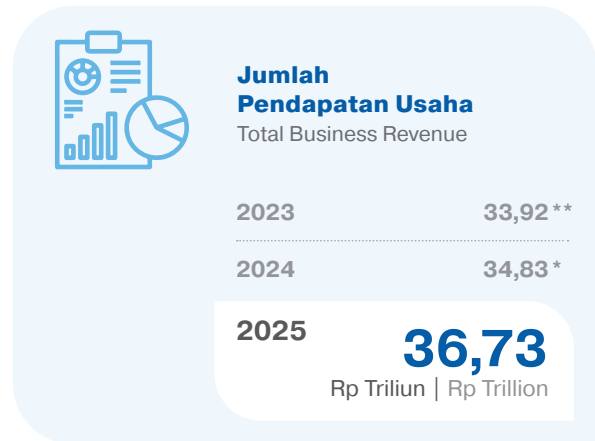 Jumlah
Pendapatan Usaha
Total Business Revenue
2023 33,92**
2024 34,83*
2025 36,73
Rp Triliun | Rp Trillion